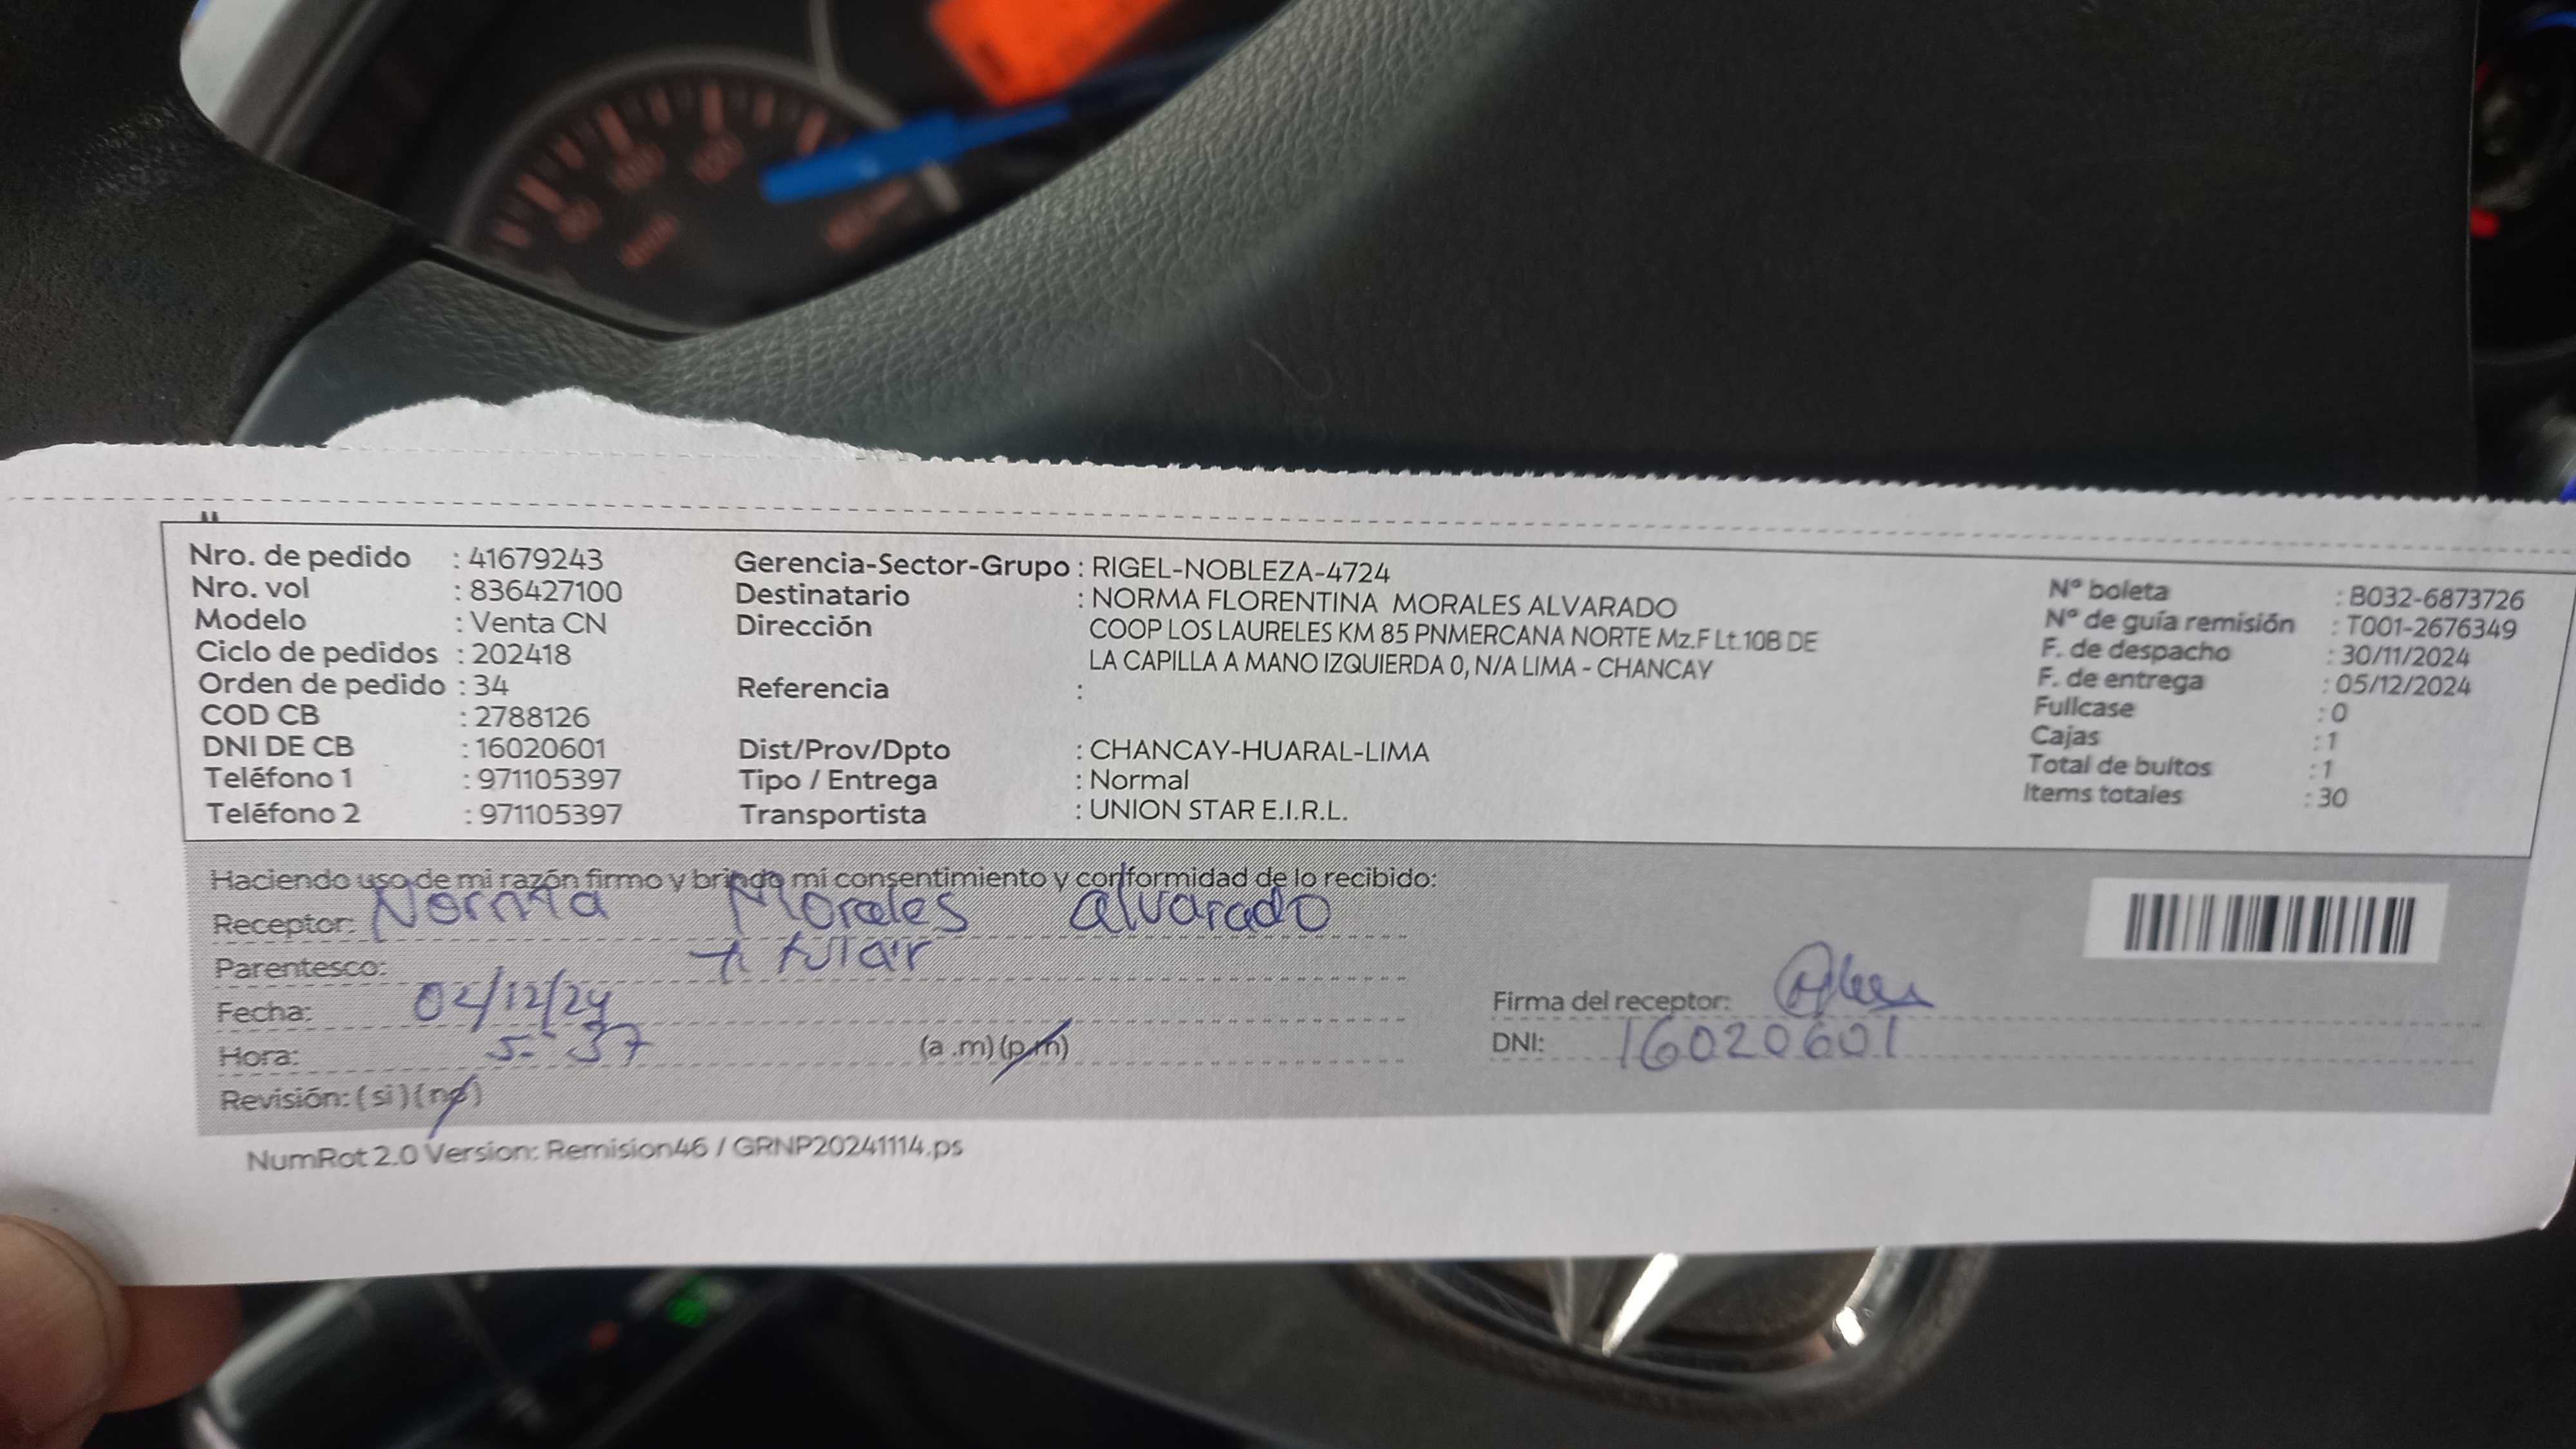 Nro. de pedido : 41679243
Nro. vol : 836427100
Modelo : Venta CN
Ciclo de pedidos : 202418
Orden de pedido : 34
COD CB : 2788126
DNI DE CB : 16020601
Teléfono 1 : 971105397
Teléfono 2 : 971105397
Gerencia-Sector-Grupo : RIGEL-NOBLEZA-4724
Destinatario : NORMA FLORENTINA MORALES ALVARADO
Dirección COOP LOS LAURELES KM 85 PNMERCANA NORTE Mz.F Lt.10B DE
LA CAPILLA A MANO IZQUIERDA 0, N/A LIMA - CHANCAY
Referencia :
Dist/Prov/Dpto : CHANCAY-HUARAL-LIMA
Tipo / Entrega : Normal
Transportista : UNION STAR E.I.R.L.
Nº boleta : B032-6873726
Nº de guía remisión : T001-2676349
F. de despacho : 30/11/2024
F. de entrega : 05/12/2024
Fullcase : 0
Cajas : 1
Total de bultos : 1
Items totales : 30
Haciendo uso de mi razón firmo y brindo mi consentimiento y conformidad de lo recibido:
Receptor: Norma Morales alvarado
Parentesco: titular
Fecha: 02/12/24
Hora: 5-37 (a .m) (p.m)
Revisión: ( si ) ( no )
Firma del receptor:
DNI: 16020601
NumRot 2.0 Version: Remision46 / GRNP20241114.ps